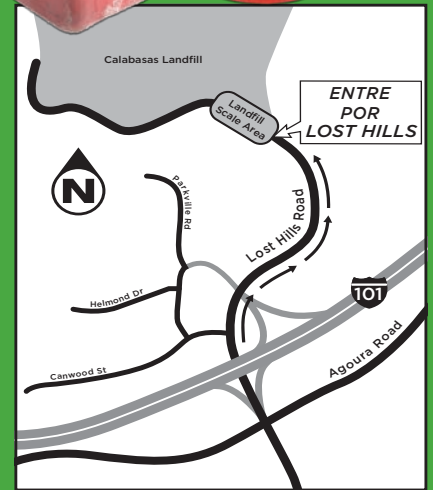 Calabasas Landfill
Landfill
Scale Area
ENTRE
POR
LOST HILLS
N
Parkville Rd
Lost Hills Road
Helmond Dr
101
Agoura Road
Canwood St